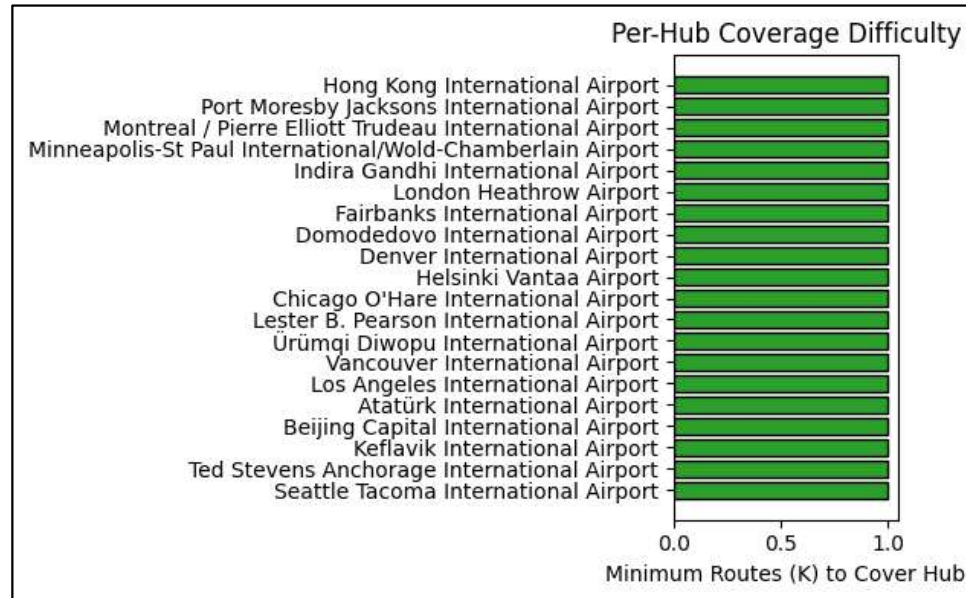 Per-Hub Coverage Difficulty
Hong Kong International Airport
Port Moresby Jacksons International Airport
Montreal / Pierre Elliott Trudeau International Airport
Minneapolis-St Paul International/Wold-Chamberlain Airport
Indira Gandhi International Airport
London Heathrow Airport
Fairbanks International Airport
Domodedovo International Airport
Denver International Airport
Helsinki Vantaa Airport
Chicago O'Hare International Airport
Lester B. Pearson International Airport
Ürümqi Diwopu International Airport
Vancouver International Airport
Los Angeles International Airport
Atatürk International Airport
Beijing Capital International Airport
Keflavik International Airport
Ted Stevens Anchorage International Airport
Seattle Tacoma International Airport
0.0 0.5 1.0
Minimum Routes (K) to Cover Hub